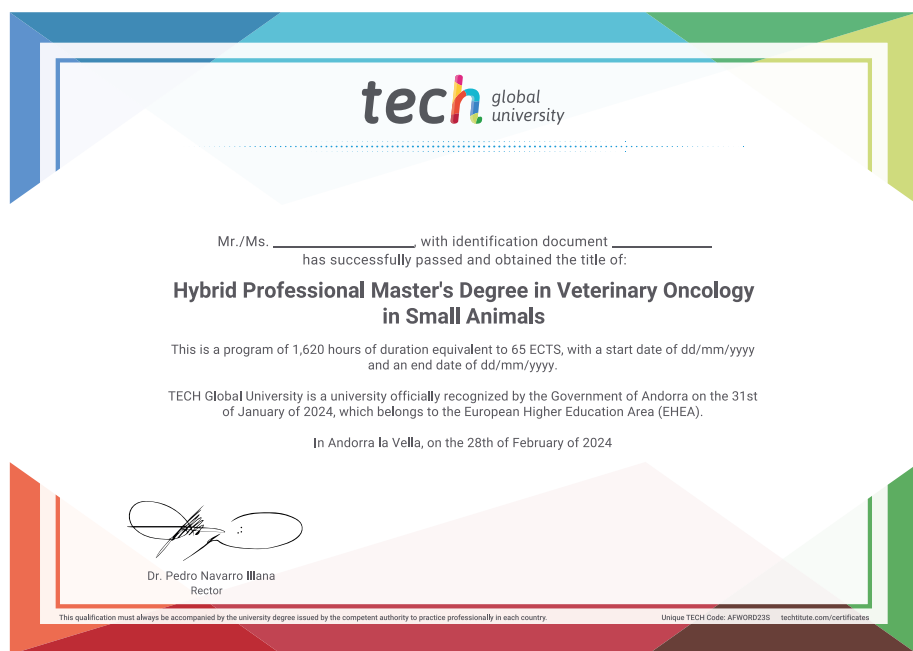 tech global university
Mr./Ms. ______________, with identification document __________
has successfully passed and obtained the title of:
Hybrid Professional Master's Degree in Veterinary Oncology
in Small Animals
This is a program of 1,620 hours of duration equivalent to 65 ECTS, with a start date of dd/mm/yyyy
and an end date of dd/mm/yyyy.
TECH Global University is a university officially recognized by the Government of Andorra on the 31st
of January of 2024, which belongs to the European Higher Education Area (EHEA).
In Andorra la Vella, on the 28th of February of 2024
Dr. Pedro Navarro Illana
Rector
This qualification must always be accompanied by the university degree issued by the competent authority to practice professionally in each country.
Unique TECH Code: AFWORD23S techtitute.com/certificates